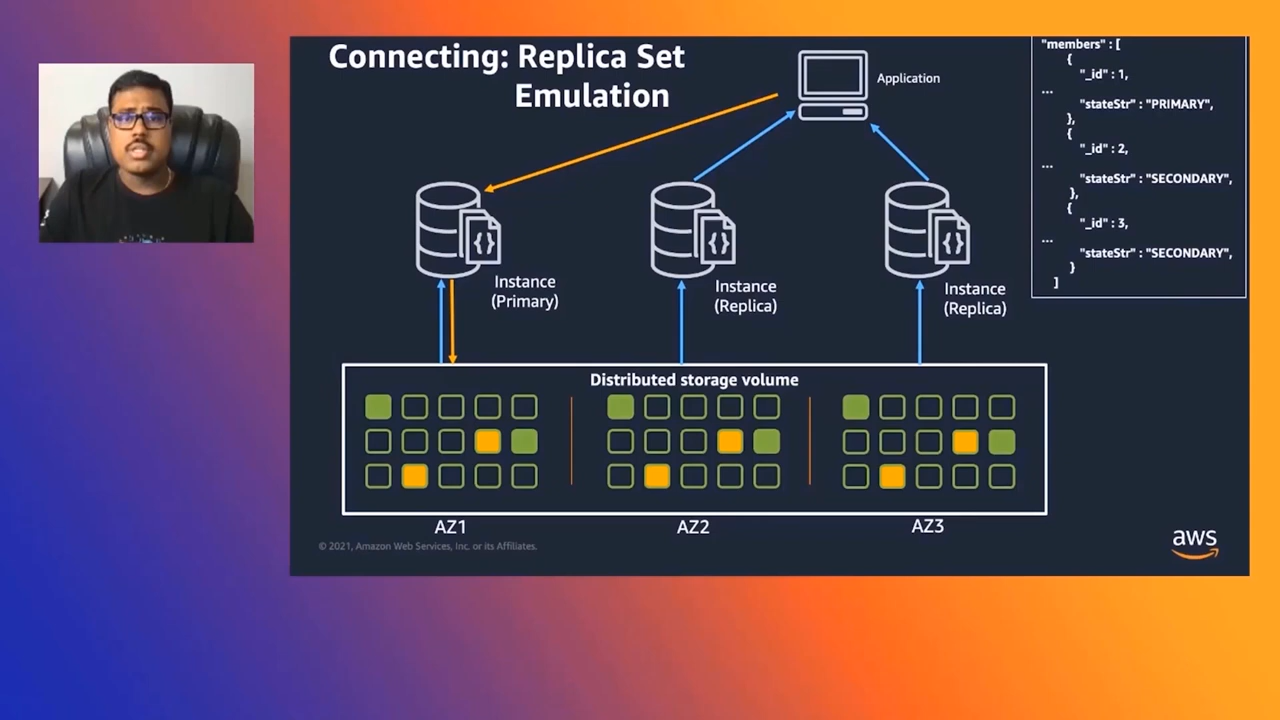 Connecting: Replica Set
Emulation
Application
"members" : [
{
"_id" : 1,
...
"stateStr" : "PRIMARY",
},
{
"_id" : 2,
...
"stateStr" : "SECONDARY",
},
{
"_id" : 3,
...
"stateStr" : "SECONDARY",
}
]
{}
Instance
(Primary)
{}
Instance
(Replica)
{}
Instance
(Replica)
Distributed storage volume
AZ1
AZ2
AZ3
© 2021, Amazon Web Services, Inc. or its Affiliates.
aws